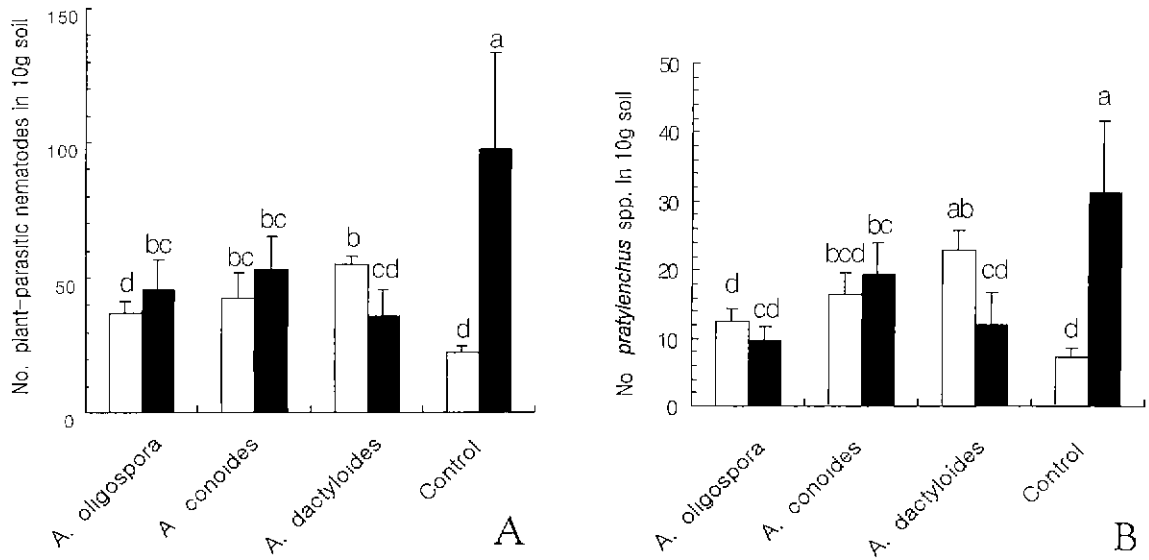 No. plant-parasitic nematodes in 10g soil
150
100
50
0
d
bc
bc
bc
b
cd
d
a
A. oligospora
A conoides
A. dactyloides
Control
A
No pratylenchus spp. In 10g soil
50
40
30
20
10
0
d
cd
bcd
bc
ab
cd
d
a
A. oligospora
A. conoides
A. dactyloides
Control
B